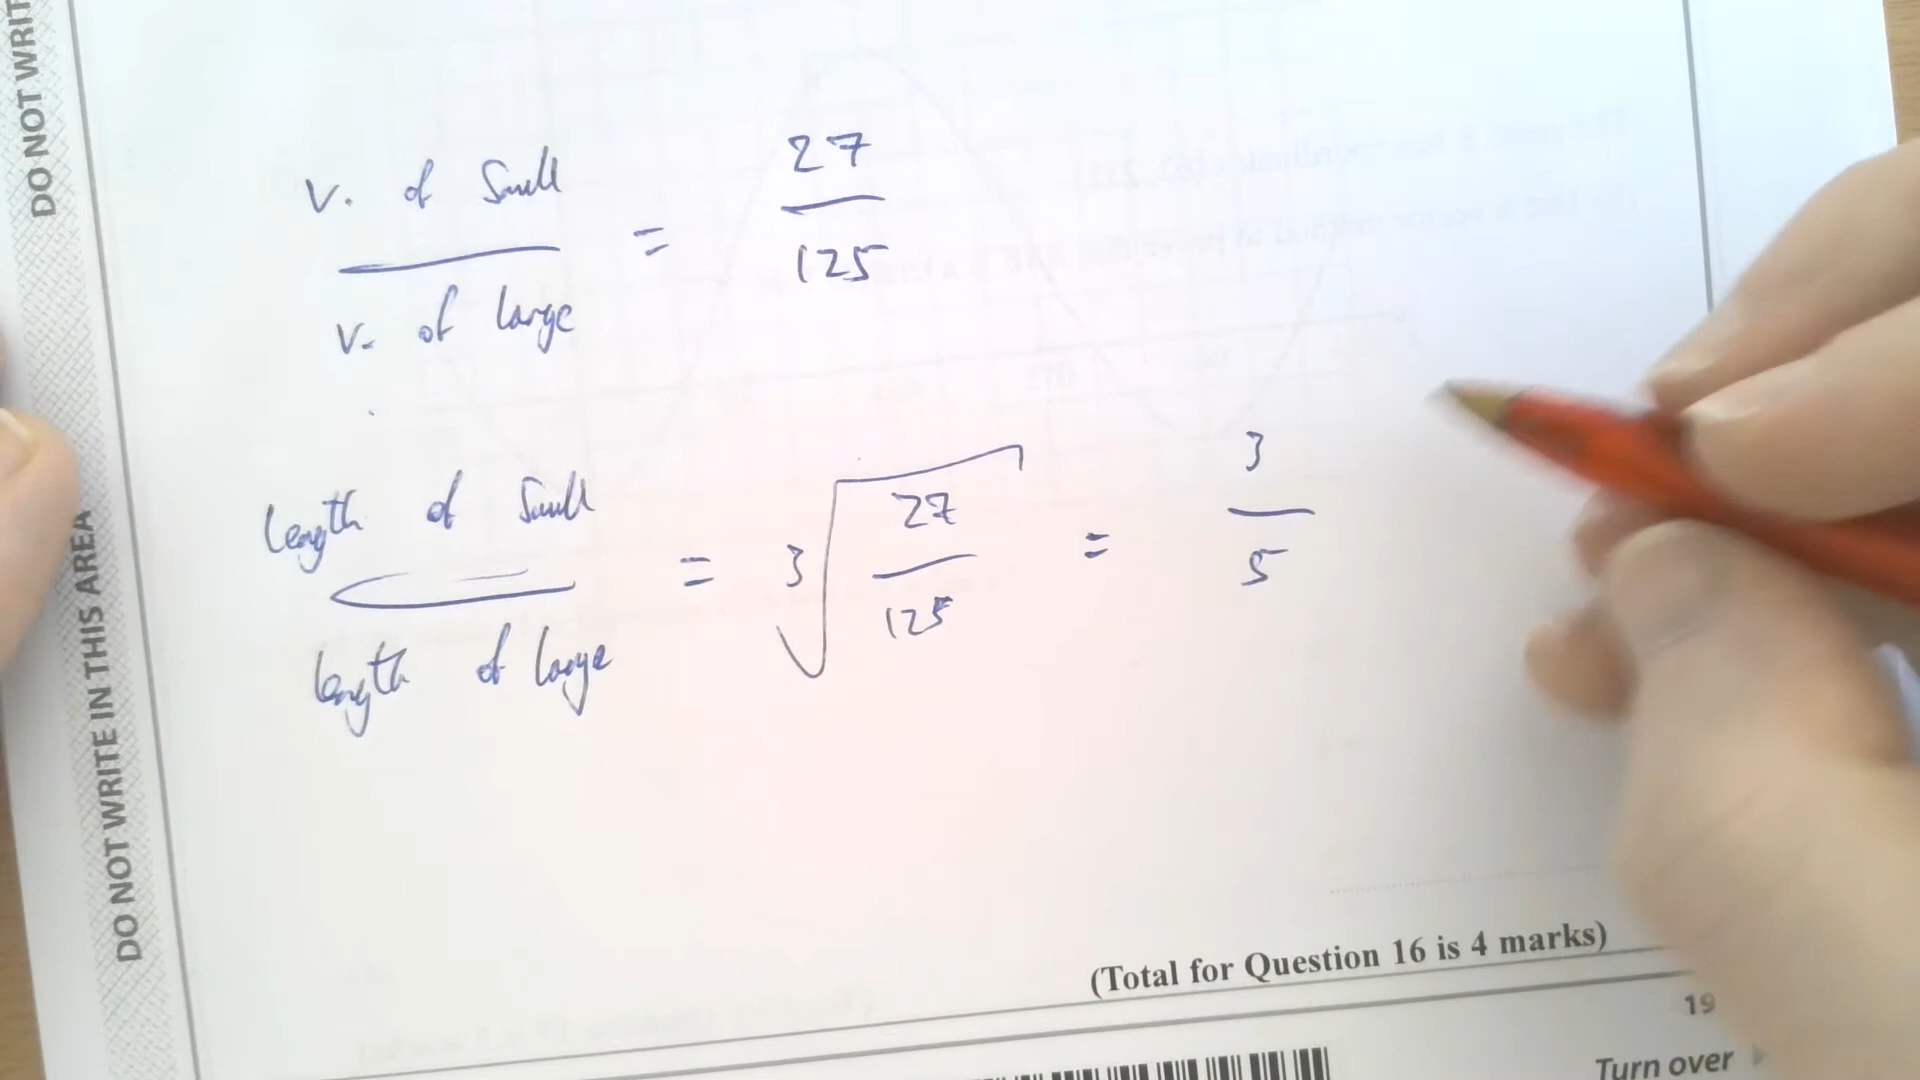 DO NOT WRIT
DO NOT WRITE IN THIS AREA
V. of Small
V. of large
=
27
125
length of Small
length of large
= 3√ 27
125
= 3
5
(Total for Question 16 is 4 marks)
19
Turn over